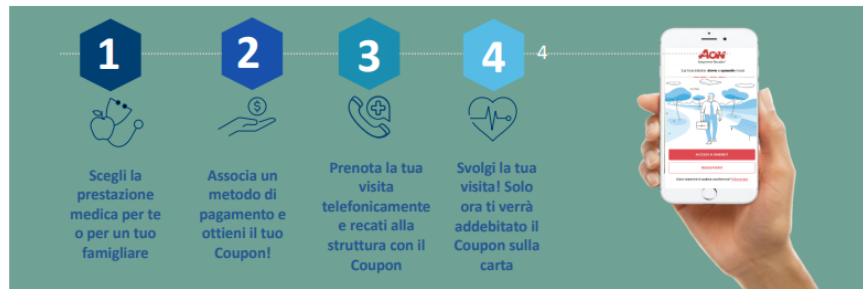 1
2
3
4
4
Scegli la
prestazione
medica per te
o per un tuo
famigliare
Associa un
metodo di
pagamento e
ottieni il tuo
Coupon!
Prenota la tua
visita
telefonicamente
e recati alla
struttura con il
Coupon
Svolgi la tua
visita! Solo
ora ti verrà
addebitato il
Coupon sulla
carta
AON